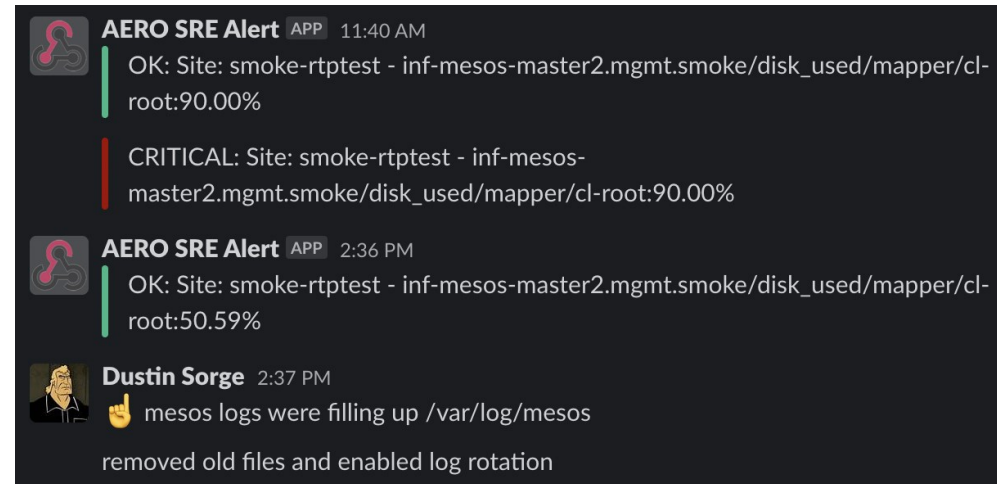 AERO SRE Alert APP 11:40 AM
OK: Site: smoke-rtptest - inf-mesos-master2.mgmt.smoke/disk_used/mapper/cl-
root:90.00%
CRITICAL: Site: smoke-rtptest - inf-mesos-
master2.mgmt.smoke/disk_used/mapper/cl-root:90.00%
AERO SRE Alert APP 2:36 PM
OK: Site: smoke-rtptest - inf-mesos-master2.mgmt.smoke/disk_used/mapper/cl-
root:50.59%
Dustin Sorge 2:37 PM
☝️ mesos logs were filling up /var/log/mesos
removed old files and enabled log rotation